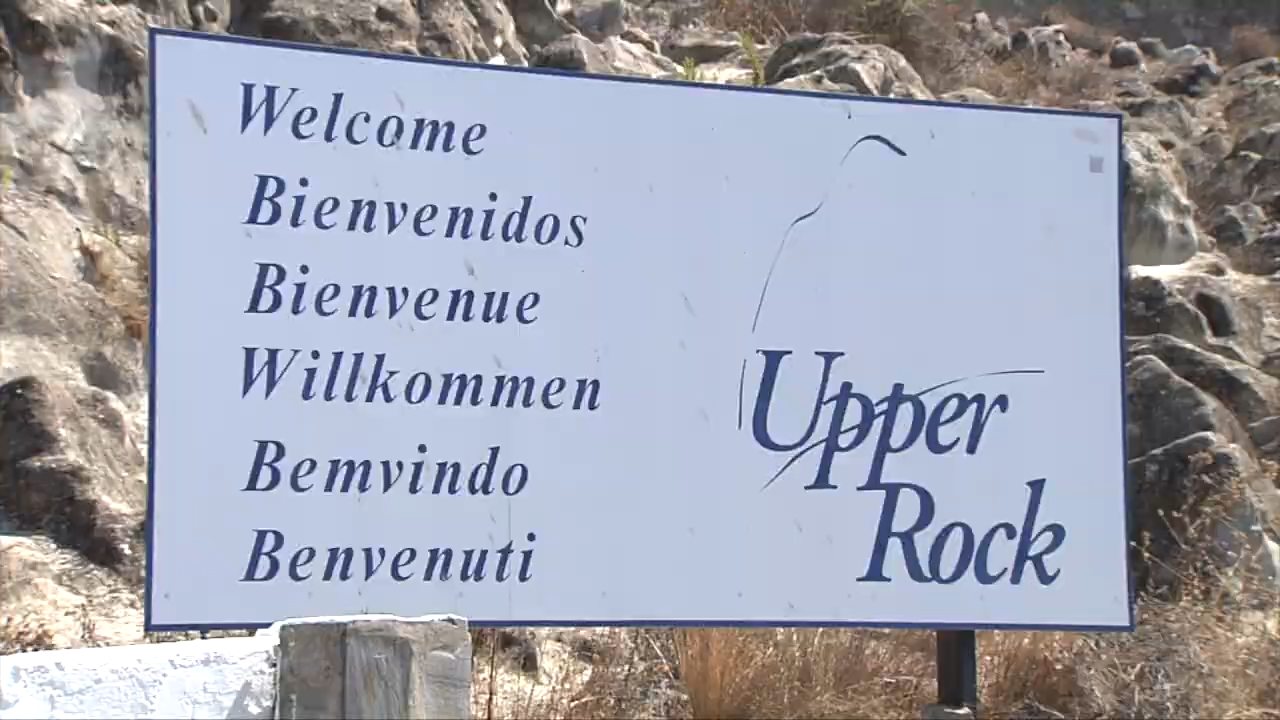 Welcome
Bienvenidos
Bienvenue
Willkommen
Bemvindo
Benvenuti
Upper
Rock